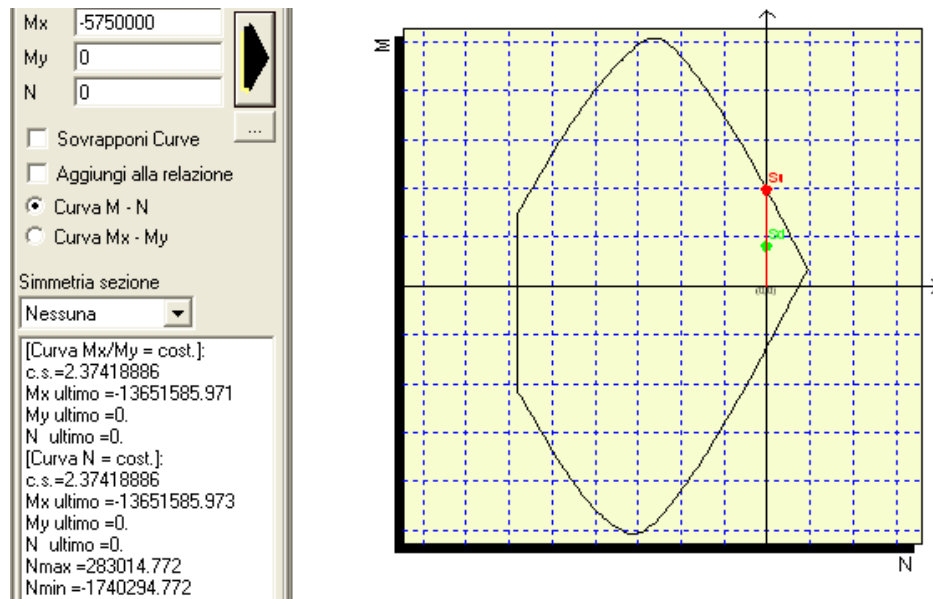 Mx -5750000
My 0
N 0
...
Sovrapponi Curve
Aggiungi alla relazione
Curva M - N
Curva Mx - My
Simmetria sezione
Nessuna
[Curva Mx/My = cost.]:
c.s.=2.37418886
Mx ultimo =-13651585.971
My ultimo =0.
N ultimo =0.
[Curva N = cost.]:
c.s.=2.37418886
Mx ultimo =-13651585.973
My ultimo =0.
N ultimo =0.
Nmax =283014.772
Nmin =-1740294.772
M
Sd
(0,0)
N